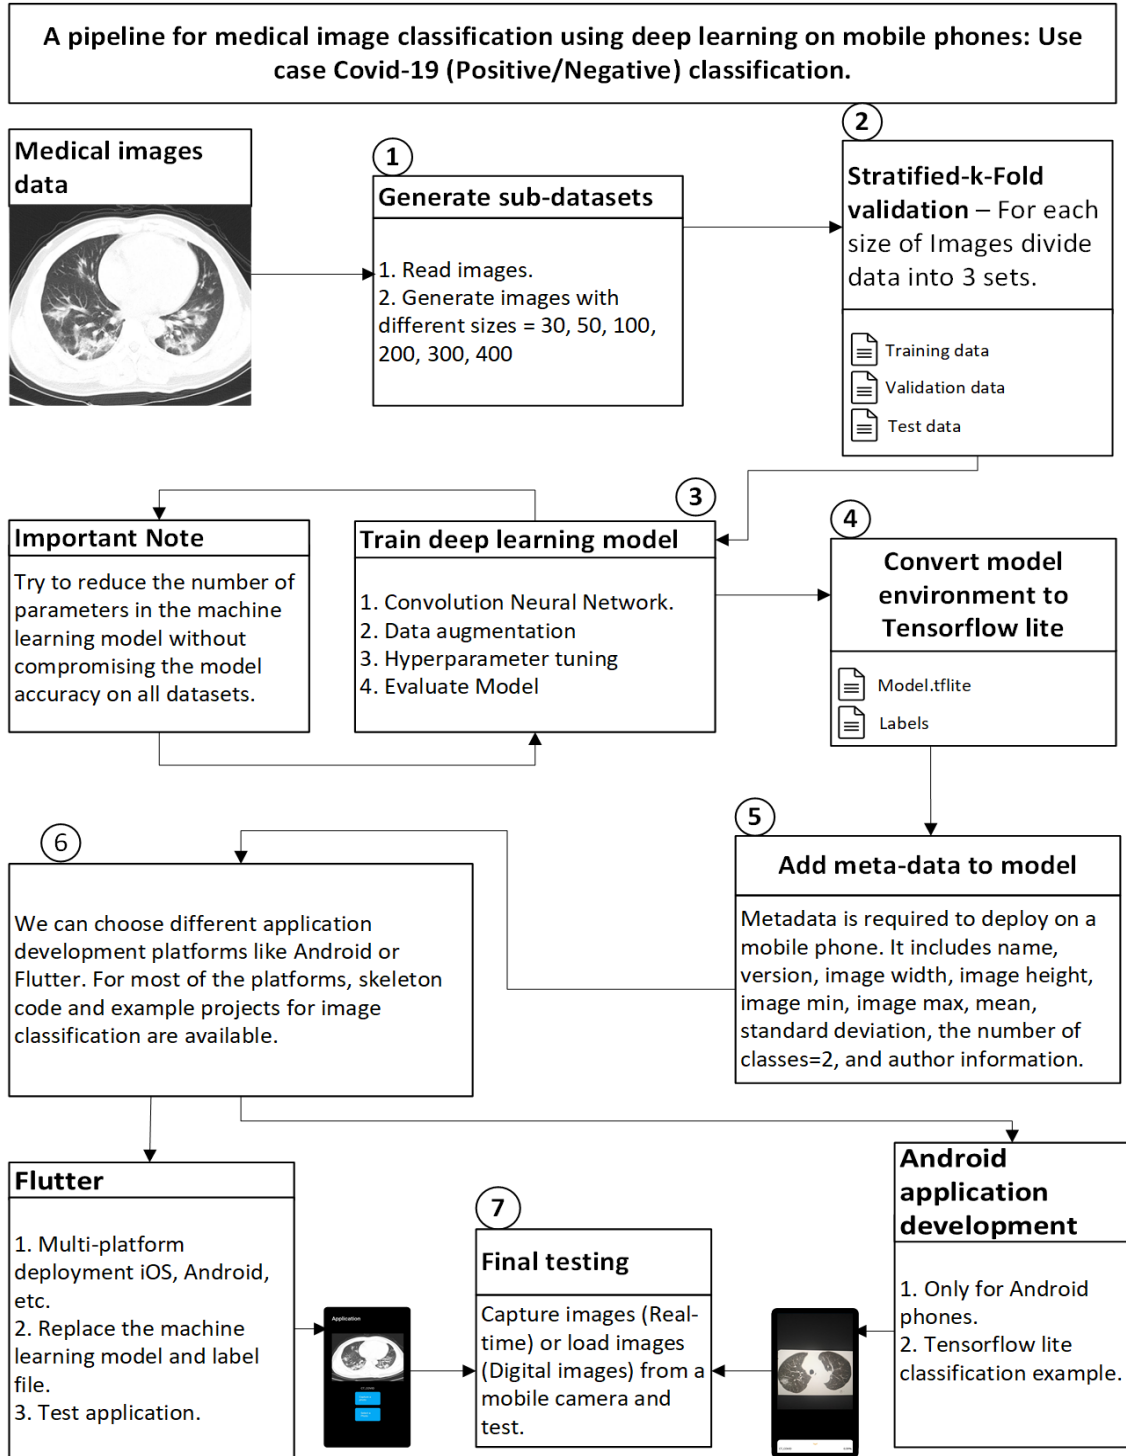 A pipeline for medical image classification using deep learning on mobile phones: Use
case Covid-19 (Positive/Negative) classification.
Medical images
data
1
Generate sub-datasets
1. Read images.
2. Generate images with
different sizes = 30, 50, 100,
200, 300, 400
2
Stratified-k-Fold
validation – For each
size of Images divide
data into 3 sets.
Training data
Validation data
Test data
Important Note
Try to reduce the number of
parameters in the machine
learning model without
compromising the model
accuracy on all datasets.
3
Train deep learning model
1. Convolution Neural Network.
2. Data augmentation
3. Hyperparameter tuning
4. Evaluate Model
4
Convert model
environment to
Tensorflow lite
Model.tflite
Labels
5
Add meta-data to model
Metadata is required to deploy on a
mobile phone. It includes name,
version, image width, image height,
image min, image max, mean,
standard deviation, the number of
classes=2, and author information.
6
We can choose different application
development platforms like Android or
Flutter. For most of the platforms, skeleton
code and example projects for image
classification are available.
Flutter
1. Multi-platform
deployment iOS, Android,
etc.
2. Replace the machine
learning model and label
file.
3. Test application.
Application
7
Final testing
Capture images (Real-
time) or load images
(Digital images) from a
mobile camera and
test.
Android
application
development
1. Only for Android
phones.
2. Tensorflow lite
classification example.